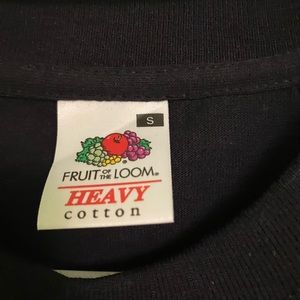 S
FRUIT OF THE LOOM®
HEAVY
cotton